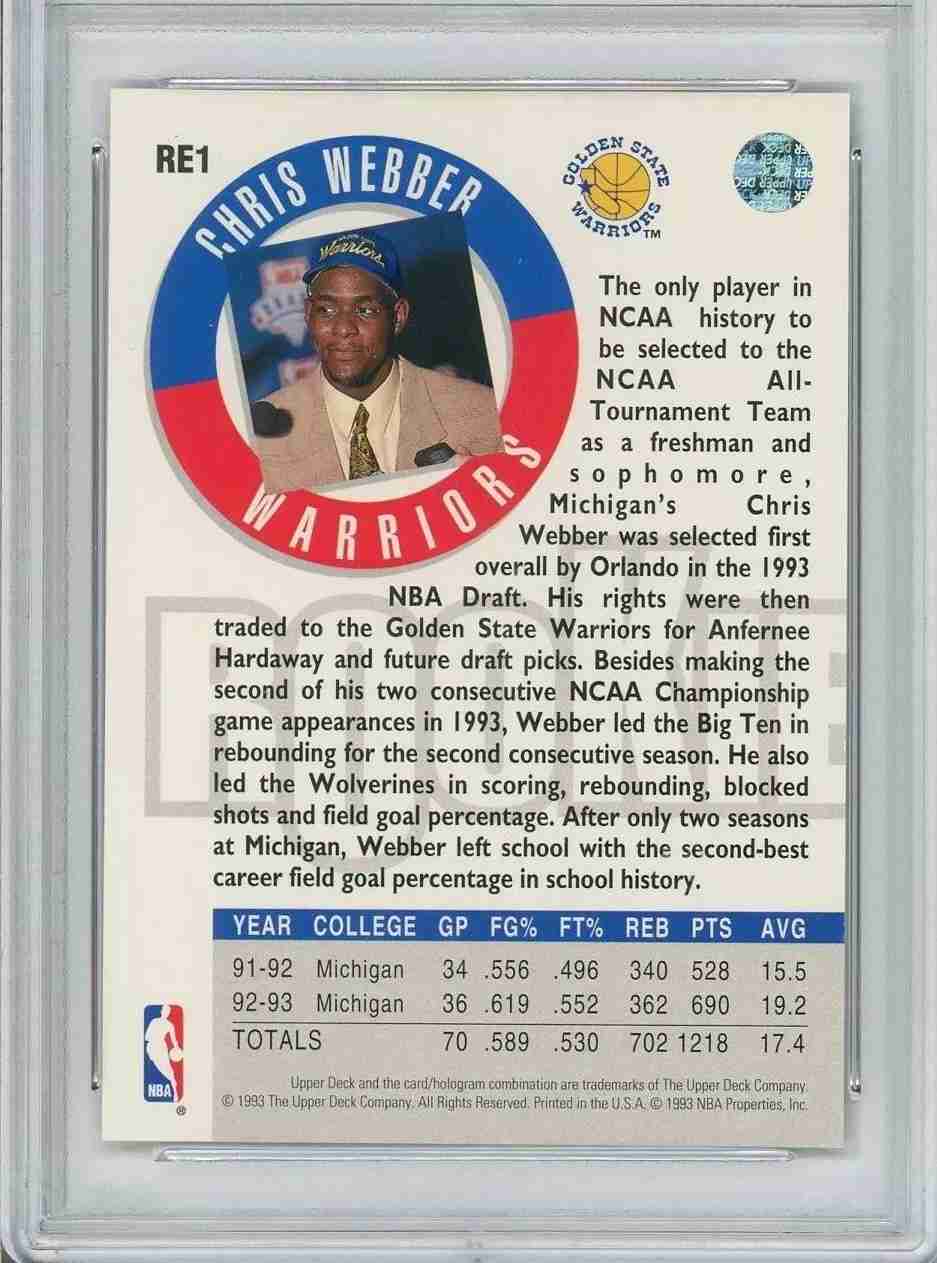 RE1
CHRIS WEBBER
WARRIORS
GOLDEN STATE
WARRIORS™
Warriors
The only player in
NCAA history to
be selected to the
NCAA All-
Tournament Team
as a freshman and
sophomore,
Michigan's Chris
Webber was selected first
overall by Orlando in the 1993
NBA Draft. His rights were then
traded to the Golden State Warriors for Anfernee
Hardaway and future draft picks. Besides making the
second of his two consecutive NCAA Championship
game appearances in 1993, Webber led the Big Ten in
rebounding for the second consecutive season. He also
led the Wolverines in scoring, rebounding, blocked
shots and field goal percentage. After only two seasons
at Michigan, Webber left school with the second-best
career field goal percentage in school history.
ROOKIE
YEAR COLLEGE GP FG% FT% REB PTS AVG
91-92 Michigan 34 .556 .496 340 528 15.5
92-93 Michigan 36 .619 .552 362 690 19.2
TOTALS 70 .589 .530 702 1218 17.4
NBA ®
Upper Deck and the card/hologram combination are trademarks of The Upper Deck Company.
© 1993 The Upper Deck Company. All Rights Reserved. Printed in the U.S.A. © 1993 NBA Properties, Inc.